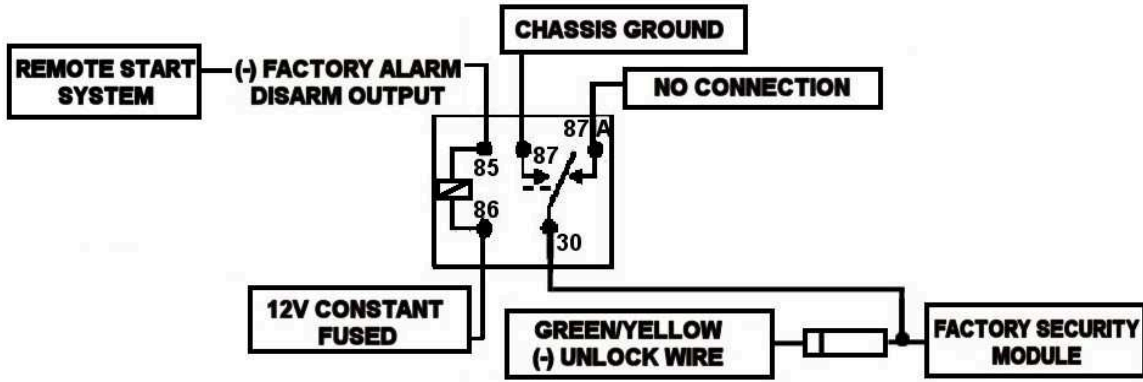 CHASSIS GROUND
REMOTE START
SYSTEM
(-) FACTORY ALARM
DISARM OUTPUT
NO CONNECTION
87A
87
85
86
30
12V CONSTANT
FUSED
GREEN/YELLOW
(-) UNLOCK WIRE
FACTORY SECURITY
MODULE